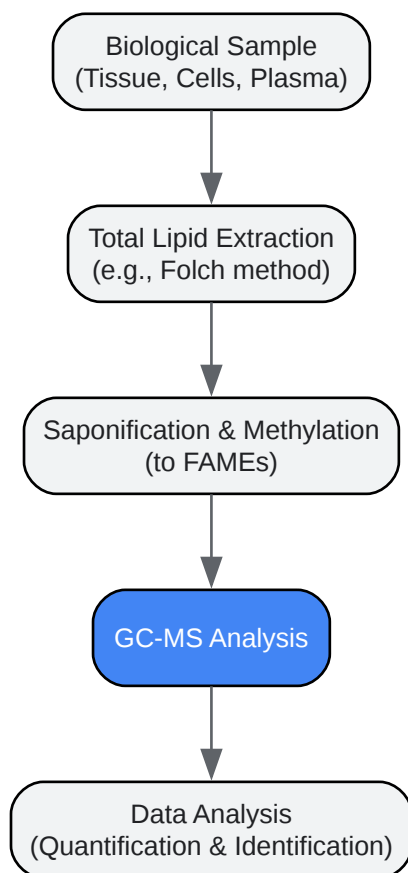 Biological Sample
(Tissue, Cells, Plasma)
Total Lipid Extraction
(e.g., Folch method)
Saponification & Methylation
(to FAMEs)
GC-MS Analysis
Data Analysis
(Quantification & Identification)